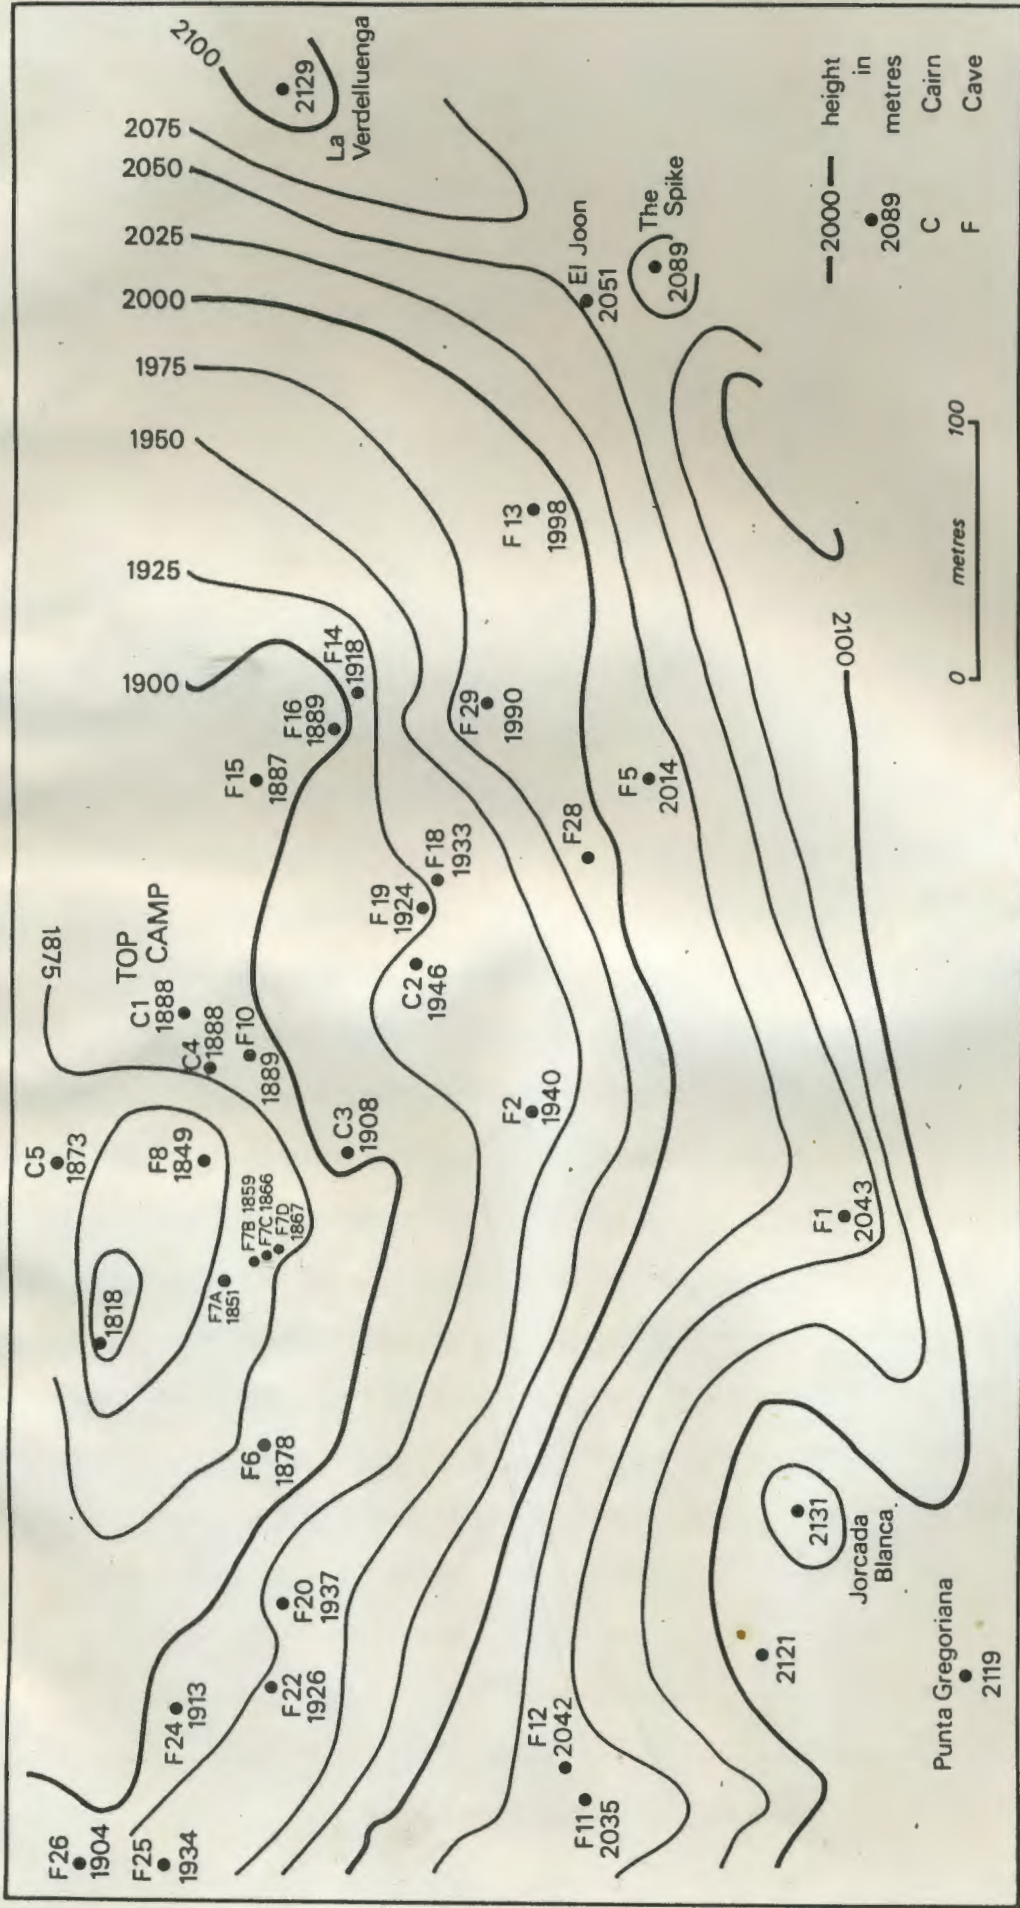 2100
2129
La
Verdelluenga
2075
2050
2025
2000
1975
1950
1925
1900
1875
TOP
CAMP
El Joon
2051
The
Spike
2089
F 13
1998
F14
1918
F16
1889
F15
1887
F29
1990
F5
2014
F28
F18
1933
F19
1924
C2
1946
C1
1888
C4
1888
F10
1889
C3
1908
F2
1940
C5
1873
F8
1849
F7B 1859
F7C 1866
F7D
1867
F7A
1851
1818
F1
2043
F6
1878
F20
1937
F22
1926
F24
1913
F26
1904
F25
1934
F12
2042
F11
2035
2100
2131
Jorcada
Blanca
2121
Punta Gregoriana
2119
2000 height
in
2089 metres
C Cairn
F Cave
0 metres 100